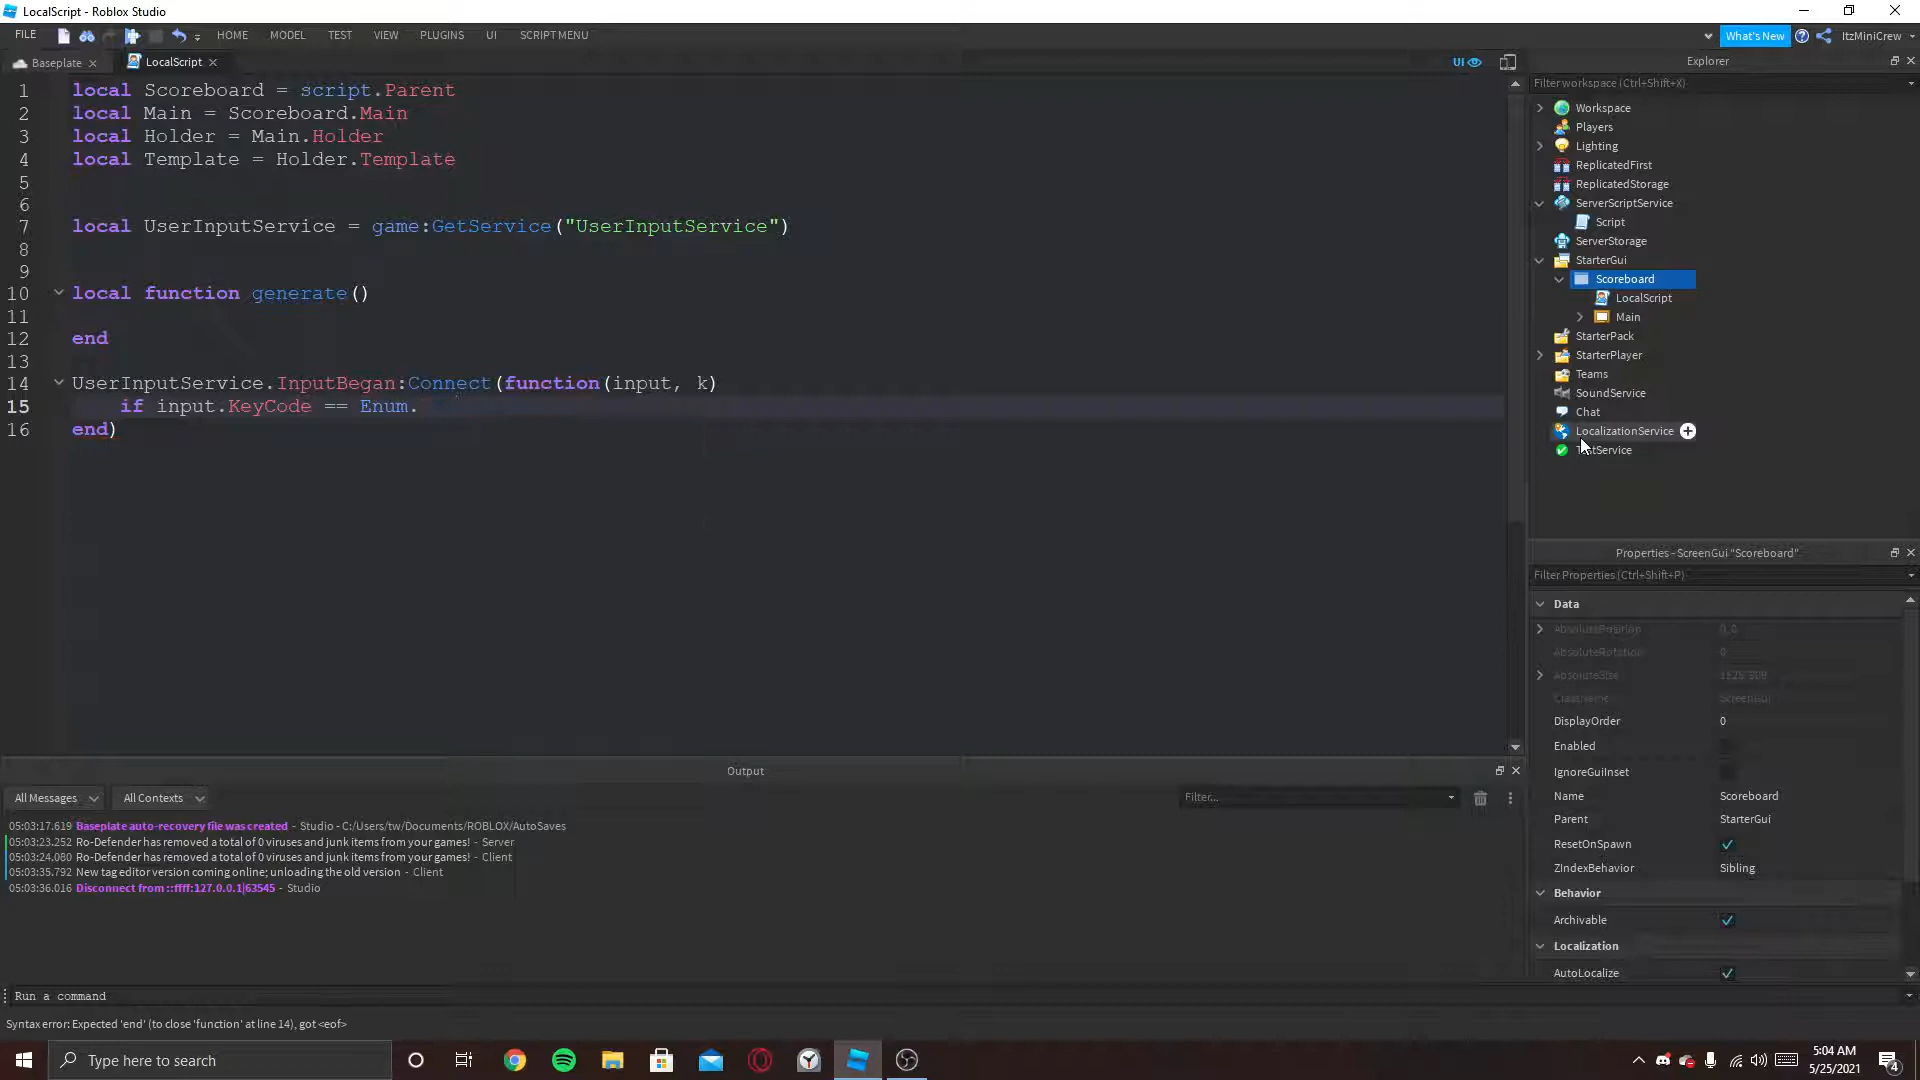 LocalScript - Roblox Studio
FILE HOME MODEL TEST VIEW PLUGINS UI SCRIPT MENU What's New ItzMiniCrew
Baseplate LocalScript UI
1 local Scoreboard = script.Parent
2 local Main = Scoreboard.Main
3 local Holder = Main.Holder
4 local Template = Holder.Template
5
6
7 local UserInputService = game:GetService("UserInputService")
8
9
10 local function generate()
11
12 end
13
14 UserInputService.InputBegan:Connect(function(input, k)
15 if input.KeyCode == Enum.
16 end)
Explorer
Filter workspace (Ctrl+Shift+X)
Workspace
Players
Lighting
ReplicatedFirst
ReplicatedStorage
ServerScriptService
Script
ServerStorage
StarterGui
Scoreboard
LocalScript
Main
StarterPack
StarterPlayer
Teams
SoundService
Chat
LocalizationService
Properties - ScreenGui "Scoreboard"
Filter Properties (Ctrl+Shift+P)
Data
AbsolutePosition 0, 0
AbsoluteRotation 0
AbsoluteSize
ClassName ScreenGui
DisplayOrder 0
Enabled
IgnoreGuiInset
Name Scoreboard
Parent StarterGui
ResetOnSpawn
ZIndexBehavior Sibling
Behavior
Archivable
Localization
AutoLocalize
Output
All Messages All Contexts Filter...
05:03:17.619 Baseplate auto-recovery file was created - Studio - C:/Users/tw/Documents/ROBLOX/AutoSaves
05:03:23.252 Ro-Defender has removed a total of 0 viruses and junk items from your games! - Server
05:03:24.080 Ro-Defender has removed a total of 0 viruses and junk items from your games! - Client
05:03:35.792 New tag editor version coming online; unloading the old version - Client
05:03:36.016 Disconnect from ::ffff:127.0.0.1|63545 - Studio
Run a command
Syntax error: Expected 'end' (to close 'function' at line 14), got <eof>
Type here to search
5:04 AM
5/25/2021
4